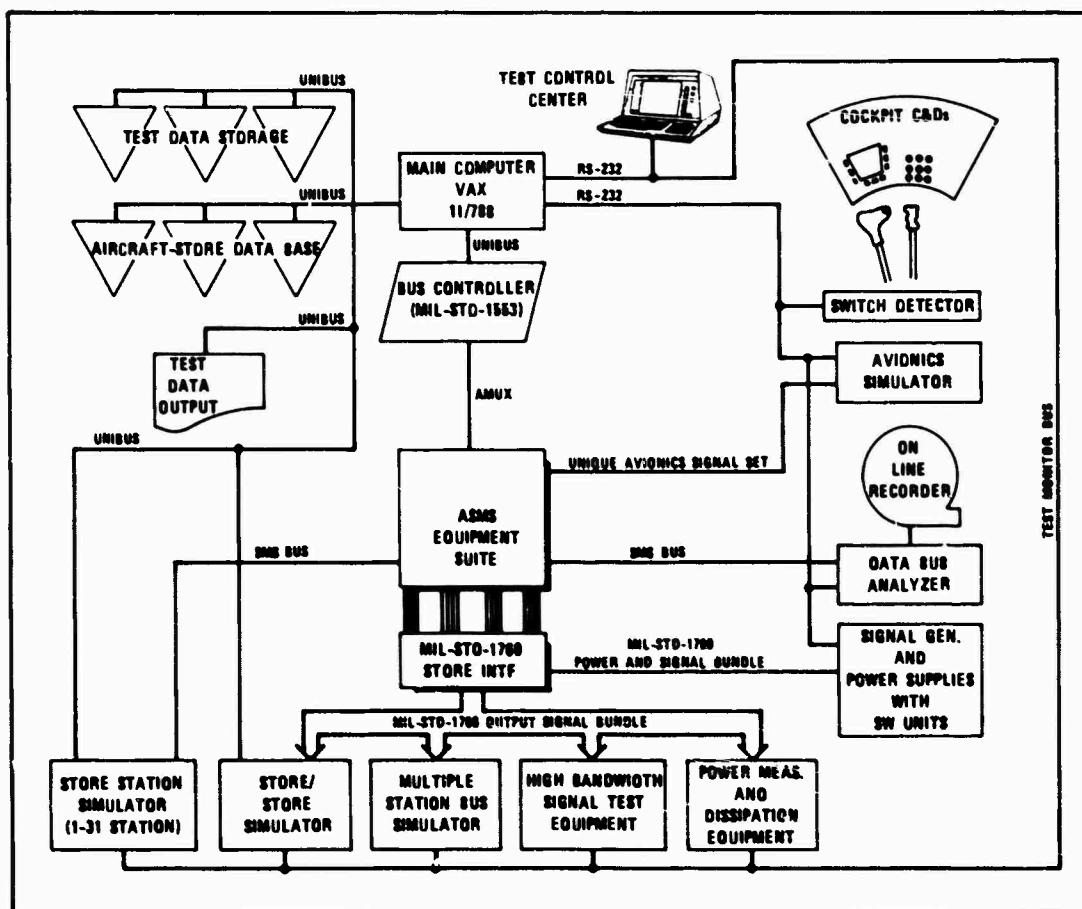 UNIBUS
TEST DATA STORAGE
UNIBUS
AIRCRAFT-STORE DATA BASE
UNIBUS
TEST
DATA
OUTPUT
UNIBUS
TEST CONTROL
CENTER
MAIN COMPUTER
VAX
11/780
RS-232
RS-232
UNIBUS
BUS CONTROLLER
(MIL-STD-1553)
AMUX
COCKPIT C&Ds
SWITCH DETECTOR
AVIONICS
SIMULATOR
UNIQUE AVIONICS SIGNAL SET
ON
LINE
RECORDER
TEST MONITOR BUS
ASMS
EQUIPMENT
SUITE
SMS BUS
SMS BUS
DATA BUS
ANALYZER
MIL-STD-1760
STORE INTF
MIL-STD-1760
POWER AND SIGNAL BUNDLE
SIGNAL GEN.
AND
POWER SUPPLIES
WITH
SW UNITS
MIL-STD-1760 OUTPUT SIGNAL BUNDLE
STORE STATION
SIMULATOR
(1-31 STATION)
STORE/
STORE
SIMULATOR
MULTIPLE
STATION BUS
SIMULATOR
HIGH BANDWIDTH
SIGNAL TEST
EQUIPMENT
POWER MEAS.
AND
DISSIPATION
EQUIPMENT